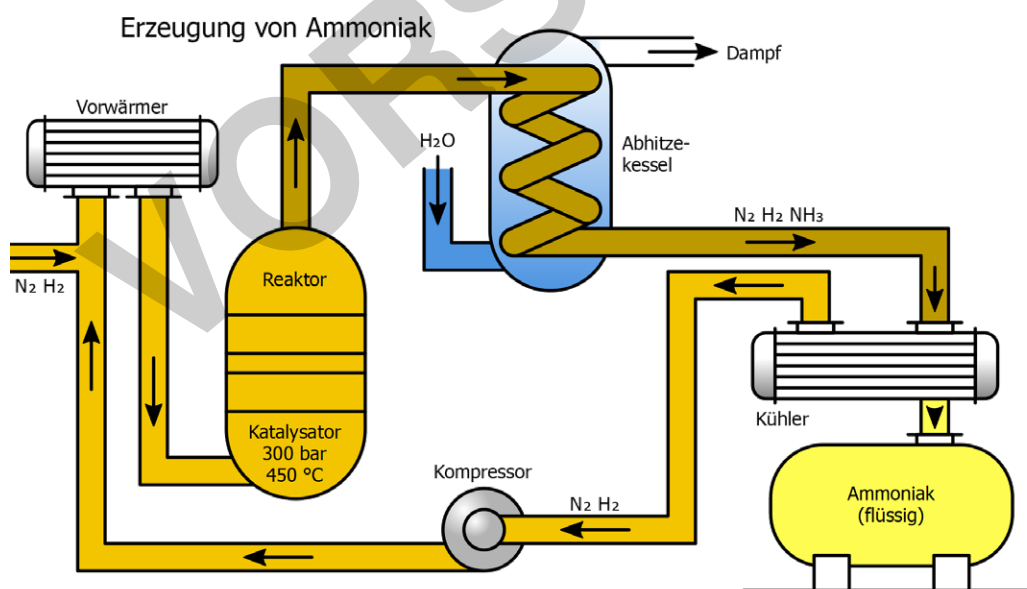 Erzeugung von Ammoniak
Dampf
Vorwärmer
H₂O
Abhitze-
kessel
N₂ H₂ NH₃
Reaktor
N₂ H₂
Kühler
Katalysator
300 bar
450 °C
Kompressor
N₂ H₂
Ammoniak
(flüssig)
VORS